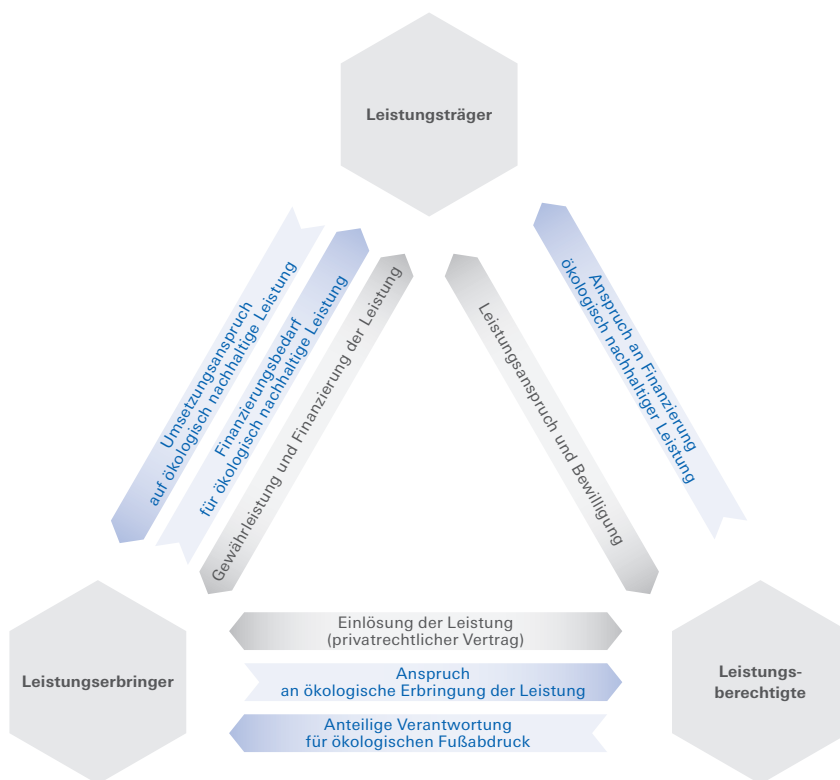 Leistungsträger
Umsetzungsanspruch
auf ökologisch nachhaltige Leistung
Finanzierungsbedarf
für ökologisch nachhaltige Leistung
Gewährleistung und Finanzierung der Leistung
Leistungsanspruch und Bewilligung
Anspruch an Finanzierung
ökologisch nachhaltiger Leistung
Leistungserbringer
Einlösung der Leistung
(privatrechtlicher Vertrag)
Anspruch
an ökologische Erbringung der Leistung
Anteilige Verantwortung
für ökologischen Fußabdruck
Leistungs-
berechtigte